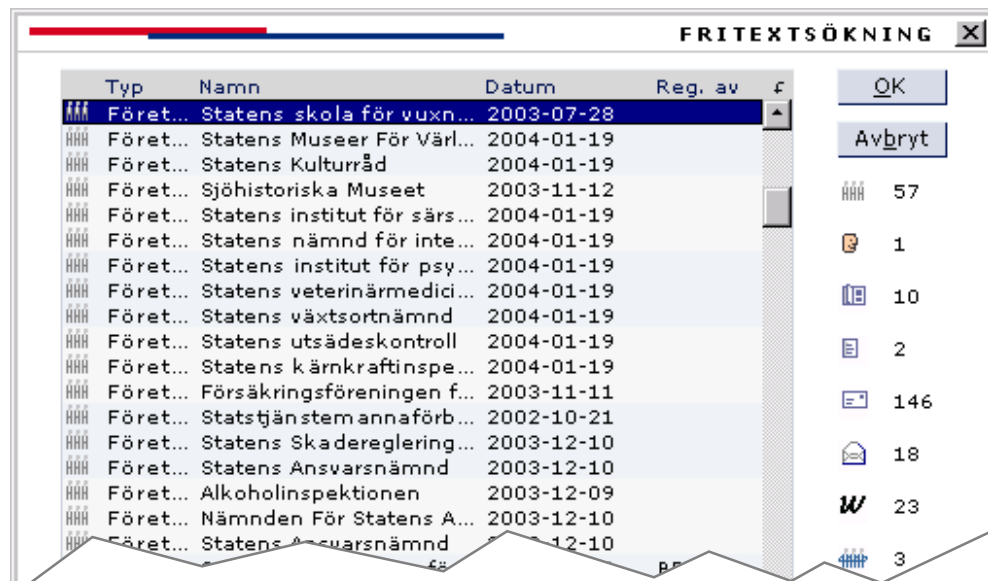 FRITEXTSÖKNING
Typ Namn Datum Reg. av
Föret... Statens skola för vuxn... 2003-07-28
Föret... Statens Museer För Värl... 2004-01-19
Föret... Statens Kulturråd 2004-01-19
Föret... Sjöhistoriska Museet 2003-11-12
Föret... Statens institut för särs... 2004-01-19
Föret... Statens nämnd för inte... 2004-01-19
Föret... Statens institut för psy... 2004-01-19
Föret... Statens veterinärmedici... 2004-01-19
Föret... Statens växtsortnämnd 2004-01-19
Föret... Statens utsädeskontroll 2004-01-19
Föret... Statens kärnkraftinspe... 2004-01-19
Föret... Försäkringsföreningen f... 2003-11-11
Föret... Statstjänstemannaförb... 2002-10-21
Föret... Statens Skadereglering... 2003-12-10
Föret... Statens Ansvarsnämnd 2003-12-10
Föret... Alkoholinspektionen 2003-12-09
Föret... Nämnden För Statens A... 2003-12-10
Föret... Statens Ansvarsnämnd 2003-12-10
OK
Avbryt
57
1
10
2
146
18
W 23
3